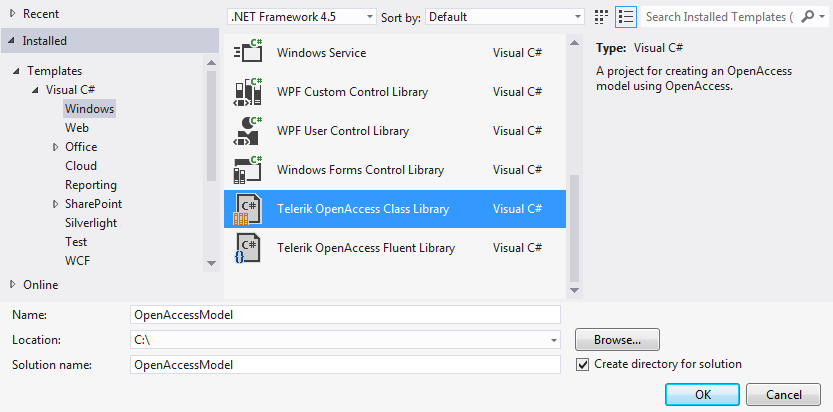 Recent
.NET Framework 4.5 Sort by: Default Search Installed Templates (
Installed
Templates
Visual C#
Windows
Web
Office
Cloud
Reporting
SharePoint
Silverlight
Test
WCF
Online
C# Windows Service Visual C#
C# WPF Custom Control Library Visual C#
C# WPF User Control Library Visual C#
C# Windows Forms Control Library Visual C#
C# Telerik OpenAccess Class Library Visual C#
C# Telerik OpenAccess Fluent Library Visual C#
Type: Visual C#
A project for creating an OpenAccess
model using OpenAccess.
Name: OpenAccessModel
Location: C:\ Browse...
Solution name: OpenAccessModel Create directory for solution
OK Cancel